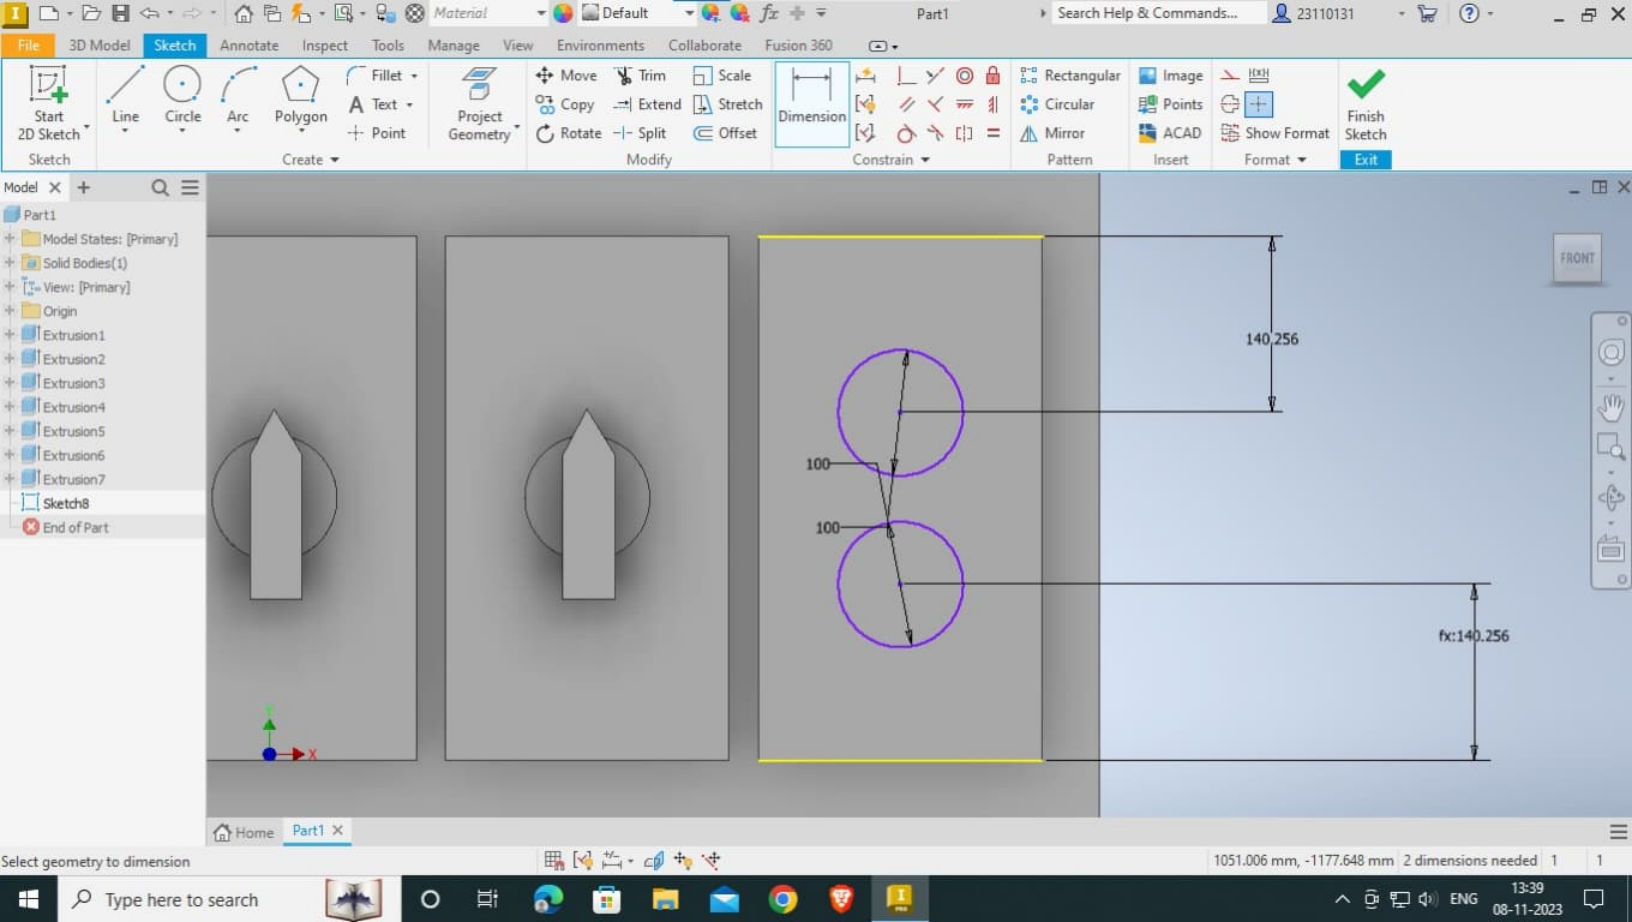 Material
Default
fx
Part1
Search Help & Commands...
23110131
File
3D Model
Sketch
Annotate
Inspect
Tools
Manage
View
Environments
Collaborate
Fusion 360
Start
2D Sketch
Line
Circle
Arc
Polygon
Fillet
Text
Point
Project
Geometry
Move
Copy
Rotate
Trim
Extend
Split
Scale
Stretch
Offset
Dimension
Rectangular
Circular
Mirror
Image
Points
ACAD
Show Format
Finish
Sketch
Sketch
Create
Modify
Constrain
Pattern
Insert
Format
Exit
Model
Part1
Model States: [Primary]
Solid Bodies(1)
View: [Primary]
Origin
Extrusion1
Extrusion2
Extrusion3
Extrusion4
Extrusion5
Extrusion6
Extrusion7
Sketch8
End of Part
FRONT
140.256
100
100
fx:140.256
Y
X
Home
Part1
Select geometry to dimension
1051.006 mm, -1177.648 mm
2 dimensions needed
1
1
Type here to search
ENG
13:39
08-11-2023